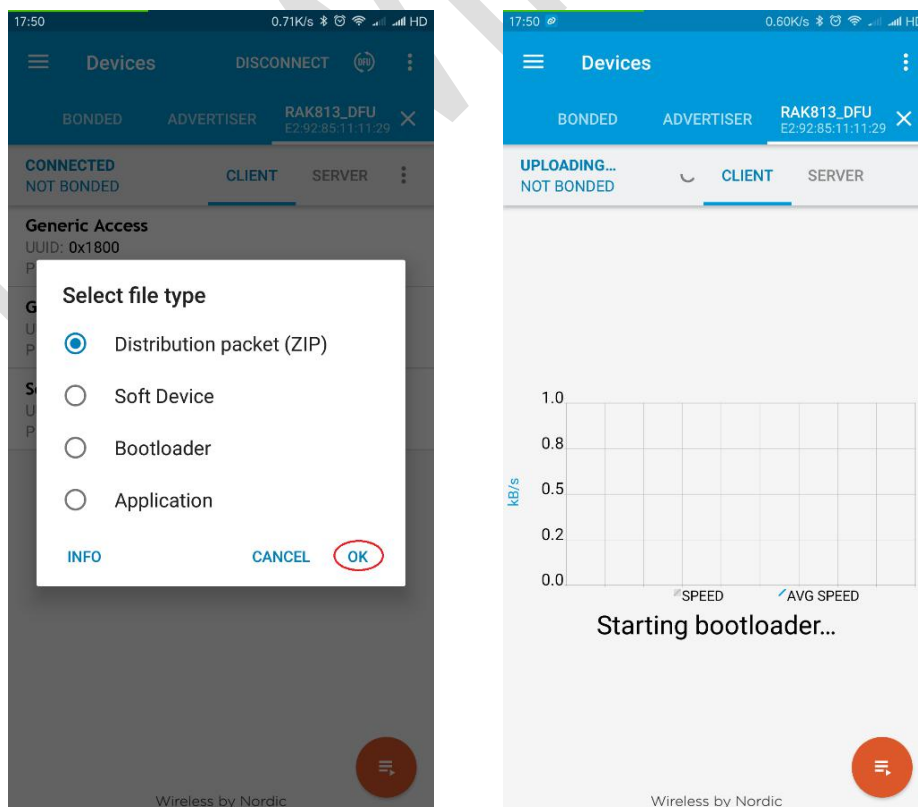 17:50
0.71K/s
HD
Devices
DISCONNECT
DFU
BONDED
ADVERTISER
RAK813_DFU
E2:92:85:11:11:29
CONNECTED
NOT BONDED
CLIENT
SERVER
Generic Access
UUID: 0x1800
P
G
U
P
S
U
P
Select file type
Distribution packet (ZIP)
Soft Device
Bootloader
Application
INFO
CANCEL
OK
Wireless by Nordic
17:50
0.60K/s
HD
Devices
BONDED
ADVERTISER
RAK813_DFU
E2:92:85:11:11:29
UPLOADING...
NOT BONDED
CLIENT
SERVER
1.0
0.8
0.5
0.2
0.0
kB/s
SPEED
AVG SPEED
Starting bootloader...
Wireless by Nordic